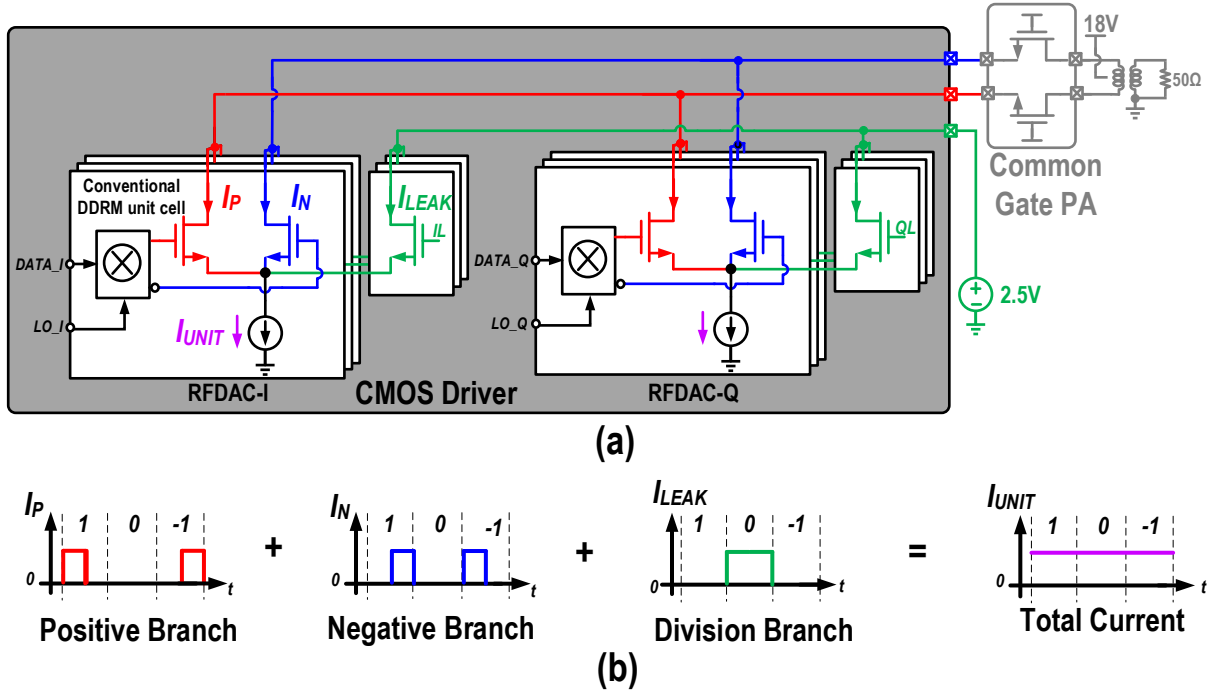 18V
50Ω
Common
Gate PA
Conventional
DDRM unit cell
I_P
I_N
I_LEAK
IL
DATA_I
LO_I
I_UNIT
RFDAC-I
CMOS Driver
DATA_Q
LO_Q
QL
RFDAC-Q
2.5V
(a)
I_P
1 0 -1
0
t
Positive Branch
+
I_N
1 0 -1
0
t
Negative Branch
+
I_LEAK
1 0 -1
0
t
Division Branch
=
I_UNIT
1 0 -1
0
t
Total Current
(b)